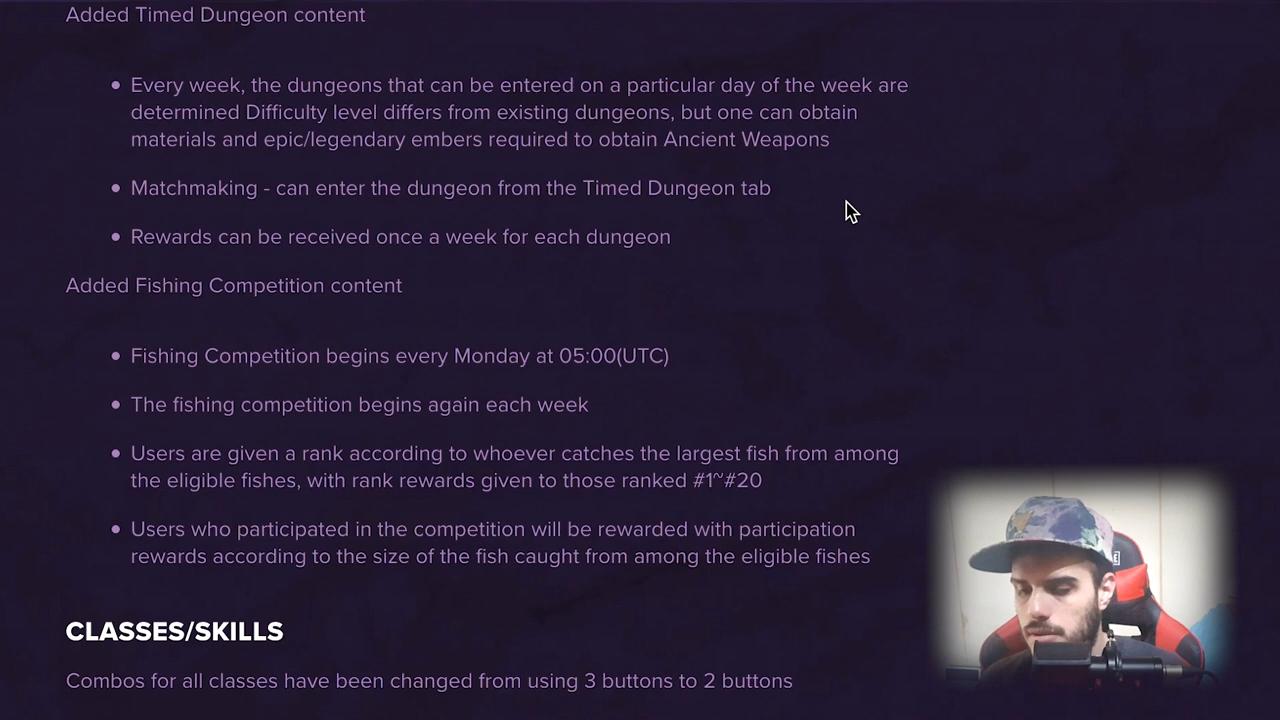 Added Timed Dungeon content
Every week, the dungeons that can be entered on a particular day of the week are
determined Difficulty level differs from existing dungeons, but one can obtain
materials and epic/legendary embers required to obtain Ancient Weapons
Matchmaking - can enter the dungeon from the Timed Dungeon tab
Rewards can be received once a week for each dungeon
Added Fishing Competition content
Fishing Competition begins every Monday at 05:00(UTC)
The fishing competition begins again each week
Users are given a rank according to whoever catches the largest fish from among
the eligible fishes, with rank rewards given to those ranked #1~#20
Users who participated in the competition will be rewarded with participation
rewards according to the size of the fish caught from among the eligible fishes
CLASSES/SKILLS
Combos for all classes have been changed from using 3 buttons to 2 buttons